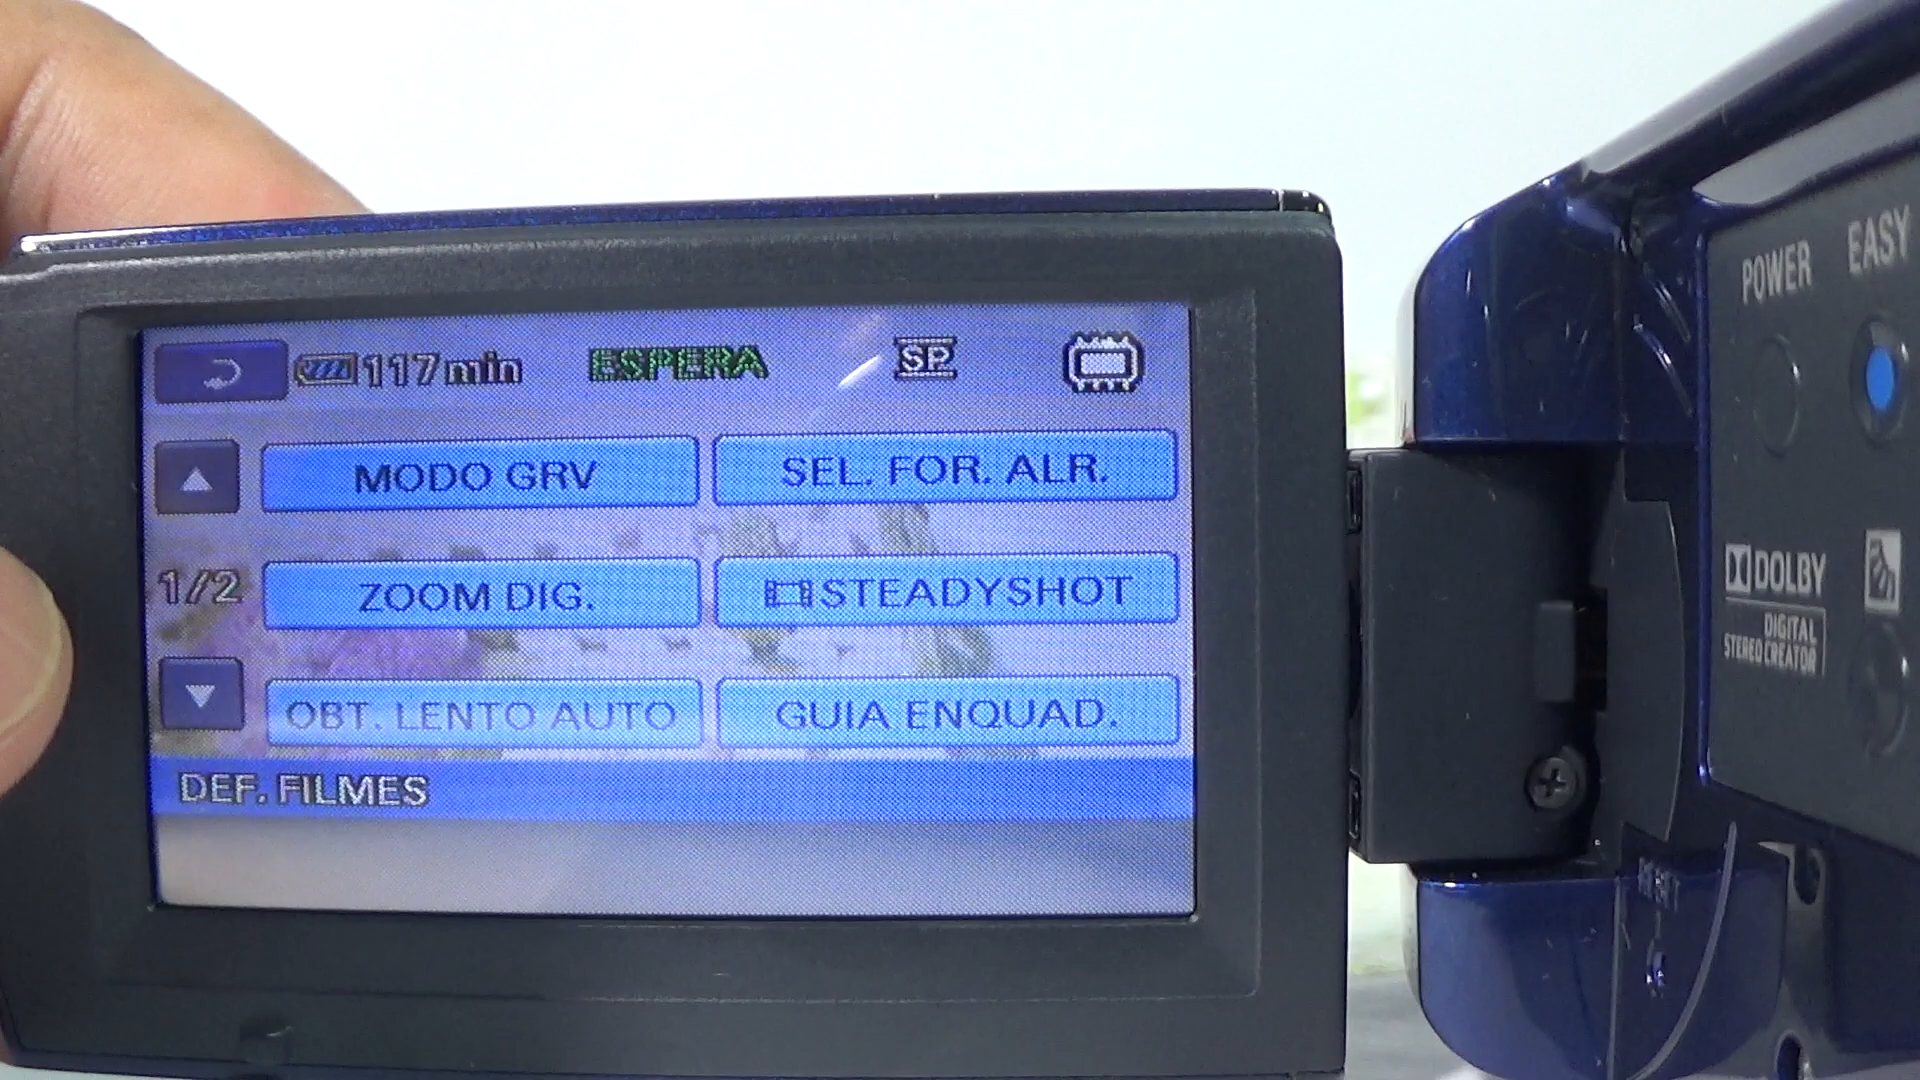 117min ESPERA SP
MODO GRV SEL. FOR. ALR.
1/2 ZOOM DIG. STEADYSHOT
OBT. LENTO AUTO GUIA ENQUAD.
DEF. FILMES
POWER EASY
DOLBY
DIGITAL
STEREO CREATOR
RESET